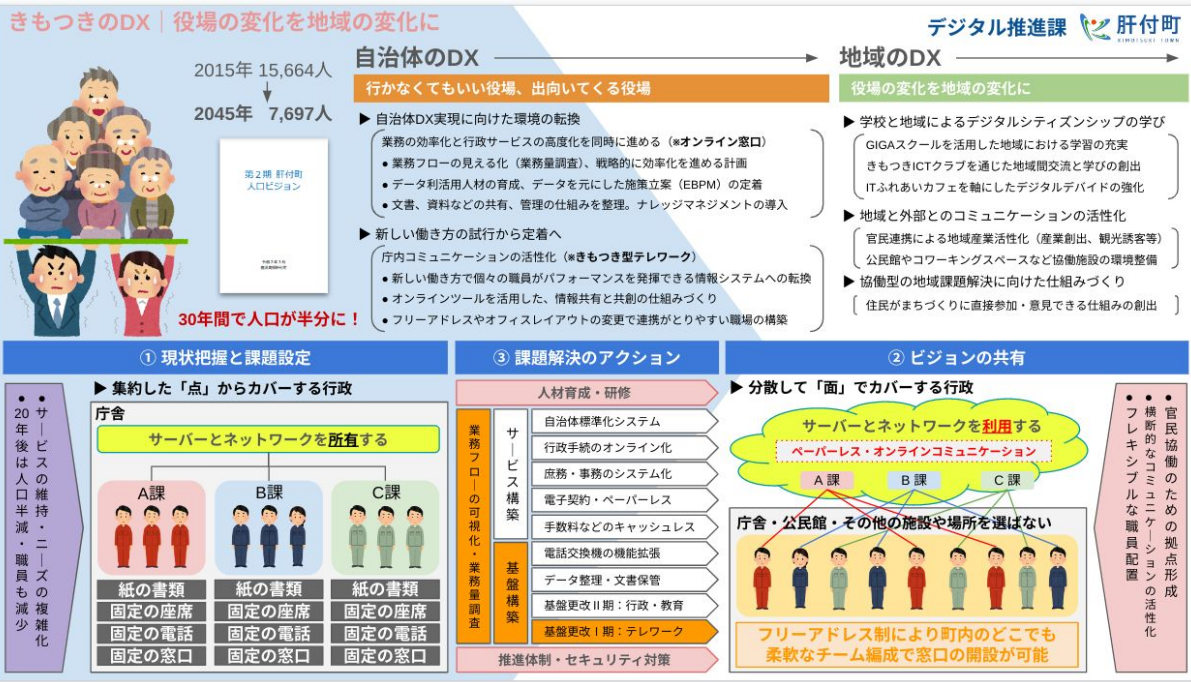 きもつきのDX｜役場の変化を地域の変化に
デジタル推進課
肝付町
KIMOTSUKI TOWN
2015年 15,664人
2045年 7,697人
第2期 肝付町
人口ビジョン
30年間で人口が半分に！
自治体のDX
行かなくてもいい役場、出向いてくる役場
▶ 自治体DX実現に向けた環境の転換
業務の効率化と行政サービスの高度化を同時に進める（※オンライン窓口）
● 業務フローの見える化（業務量調査）、戦略的に効率化を進める計画
● データ利活用人材の育成、データを元にした施策立案（EBPM）の定着
● 文書、資料などの共有、管理の仕組みを整理。ナレッジマネジメントの導入
▶ 新しい働き方の試行から定着へ
庁内コミュニケーションの活性化（※きもつき型テレワーク）
● 新しい働き方で個々の職員がパフォーマンスを発揮できる情報システムへの転換
● オンラインツールを活用した、情報共有と共創の仕組みづくり
● フリーアドレスやオフィスレイアウトの変更で連携がとりやすい職場の構築
地域のDX
役場の変化を地域の変化に
▶ 学校と地域によるデジタルシティズンシップの学び
GIGAスクールを活用した地域における学習の充実
きもつきICTクラブを通じた地域間交流と学びの創出
ITふれあいカフェを軸にしたデジタルデバイドの強化
▶ 地域と外部とのコミュニケーションの活性化
官民連携による地域産業活性化（産業創出、観光誘客等）
公民館やコワーキングスペースなど協働施設の環境整備
▶ 協働型の地域課題解決に向けた仕組みづくり
住民がまちづくりに直接参加・意見できる仕組みの創出
① 現状把握と課題設定
● サービスの維持・ニーズの複雑化
● 20年後は人口半減・職員も減少
▶ 集約した「点」からカバーする行政
庁舎
サーバーとネットワークを所有する
A課
B課
C課
紙の書類
固定の座席
固定の電話
固定の窓口
紙の書類
固定の座席
固定の電話
固定の窓口
紙の書類
固定の座席
固定の電話
固定の窓口
③ 課題解決のアクション
人材育成・研修
業務フローの可視化・業務量調査
サービス構築
自治体標準化システム
行政手続のオンライン化
庶務・事務のシステム化
電子契約・ペーパーレス
手数料などのキャッシュレス
基盤構築
電話交換機の機能拡張
データ整理・文書保管
基盤更改Ⅱ期：行政・教育
基盤更改Ⅰ期：テレワーク
推進体制・セキュリティ対策
② ビジョンの共有
▶ 分散して「面」でカバーする行政
サーバーとネットワークを利用する
ペーパーレス・オンラインコミュニケーション
A 課
B 課
C 課
庁舎・公民館・その他の施設や場所を選ばない
フリーアドレス制により町内のどこでも
柔軟なチーム編成で窓口の開設が可能
● 官民協働のための拠点形成
● 横断的なコミュニケーションの活性化
● フレキシブルな職員配置